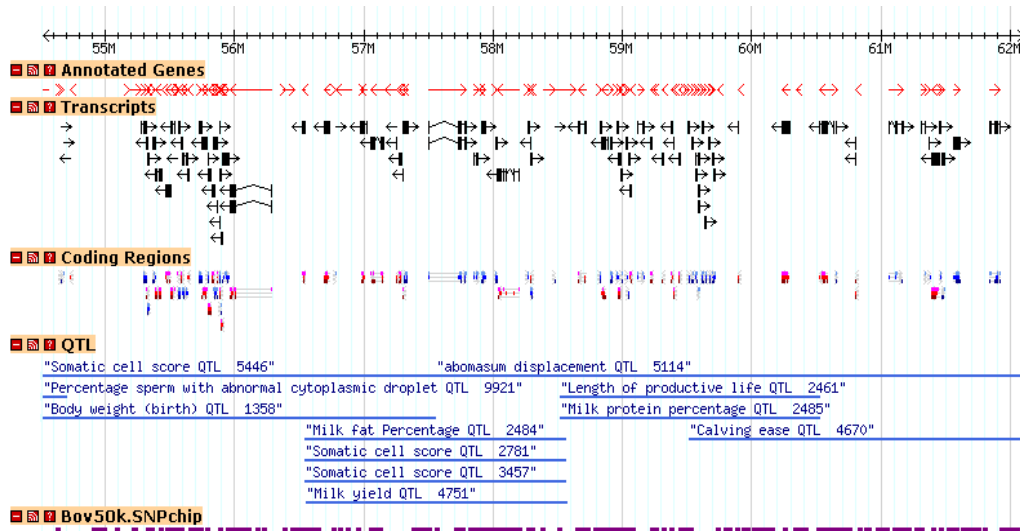 55M 56M 57M 58M 59M 60M 61M 62M
Annotated Genes
Transcripts
Coding Regions
QTL
"Somatic cell score QTL 5446" "abomasum displacement QTL 5114"
"Percentage sperm with abnormal cytoplasmic droplet QTL 9921" "Length of productive life QTL 2461"
"Body weight (birth) QTL 1358" "Milk protein percentage QTL 2485"
"Milk fat Percentage QTL 2484" "Calving ease QTL 4670"
"Somatic cell score QTL 2781"
"Somatic cell score QTL 3457"
"Milk yield QTL 4751"
Bov50k.SNPchip